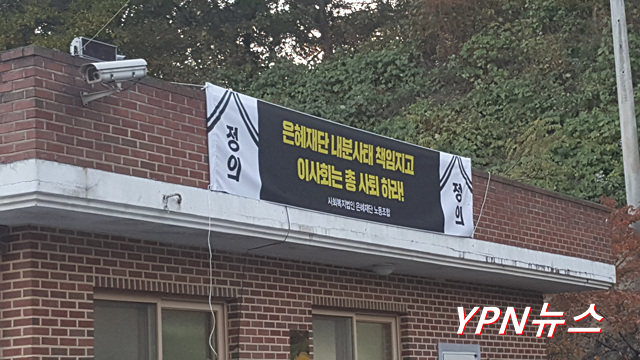 정의
은혜재단 내분사태 책임지고
이사회는 총 사퇴 하라!
사회복지법인 은혜재단 노동조합
정의
YPN뉴스